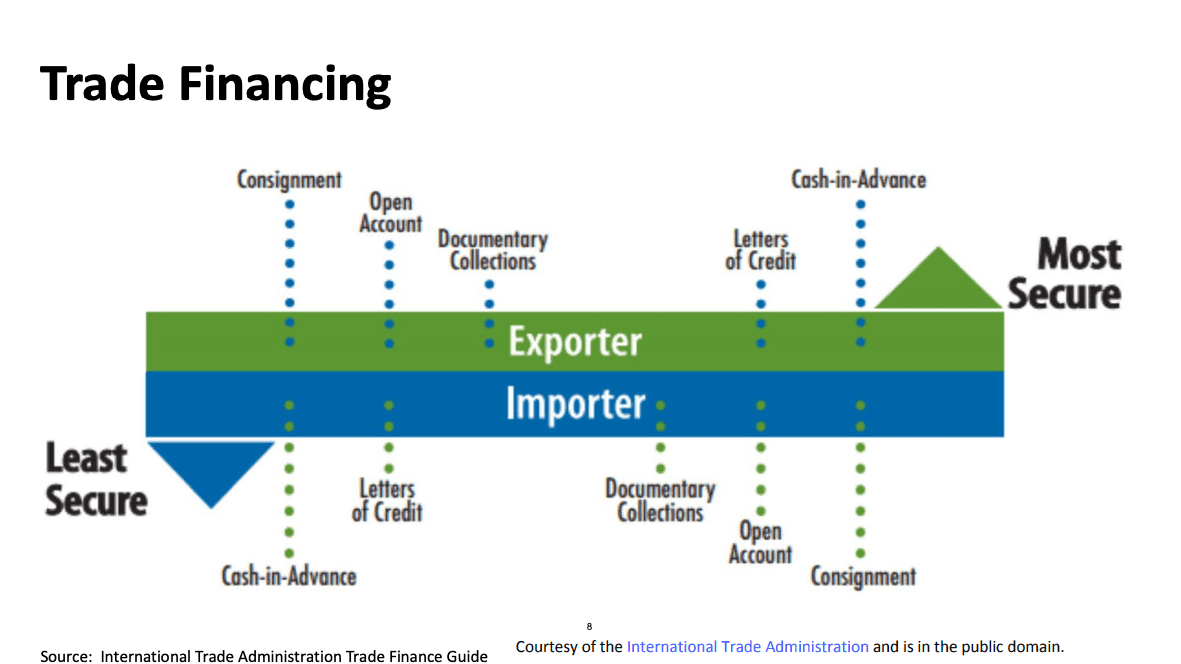 Trade Financing
Consignment
Open
Account
Documentary
Collections
Letters
of Credit
Cash-in-Advance
Most
Secure
Exporter
Importer
Least
Secure
Cash-in-Advance
Letters
of Credit
Documentary
Collections
Open
Account
Consignment
8
Source: International Trade Administration Trade Finance Guide
Courtesy of the International Trade Administration and is in the public domain.